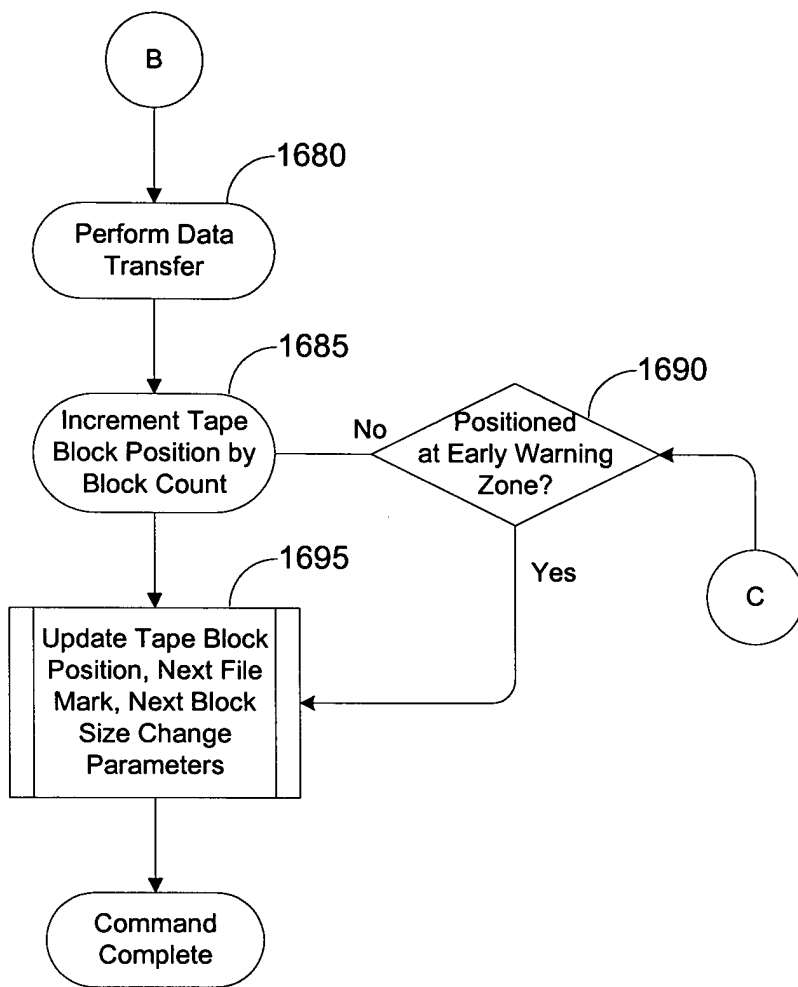 B
1680
Perform Data
Transfer
1685
Increment Tape
Block Position by
Block Count
No
1690
Positioned
at Early Warning
Zone?
Yes
C
1695
Update Tape Block
Position, Next File
Mark, Next Block
Size Change
Parameters
Command
Complete